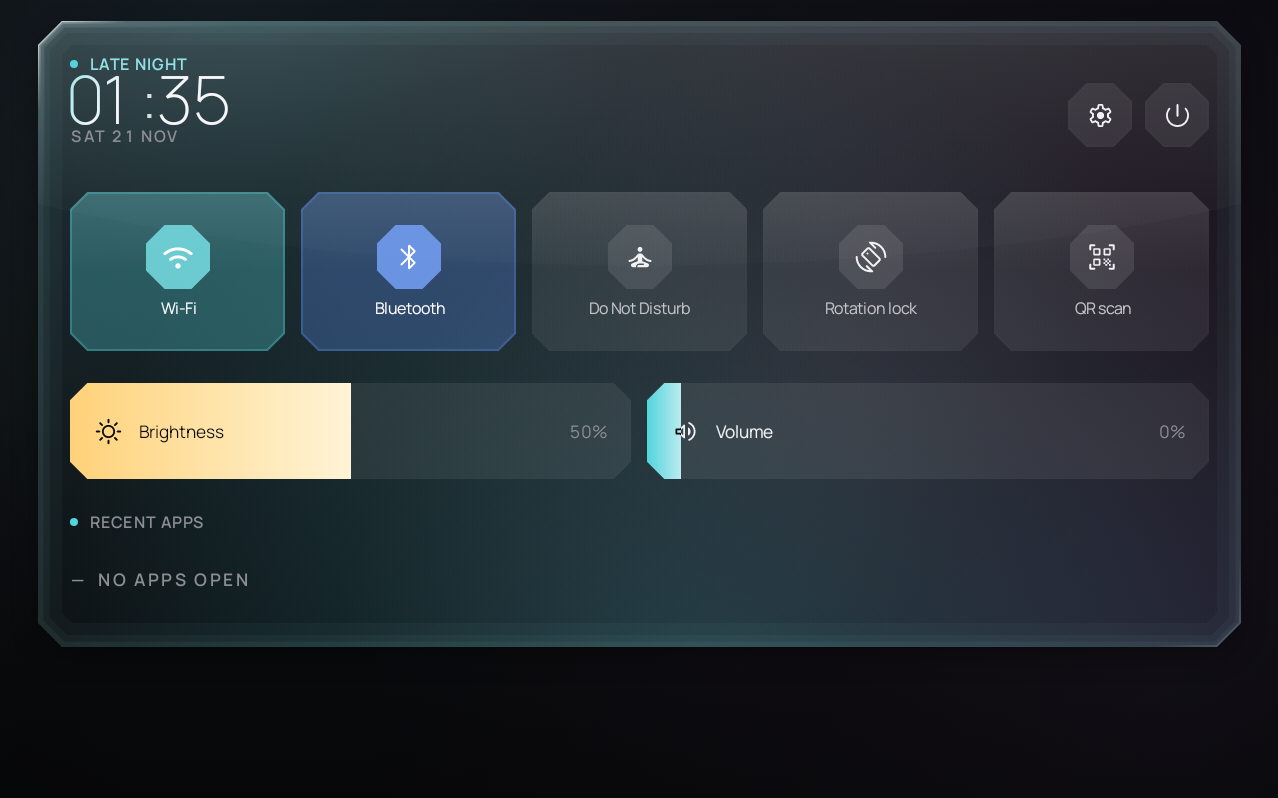 LATE NIGHT
01:35
SAT 21 NOV
Wi-Fi
Bluetooth
Do Not Disturb
Rotation lock
QR scan
Brightness
50%
Volume
0%
RECENT APPS
— NO APPS OPEN